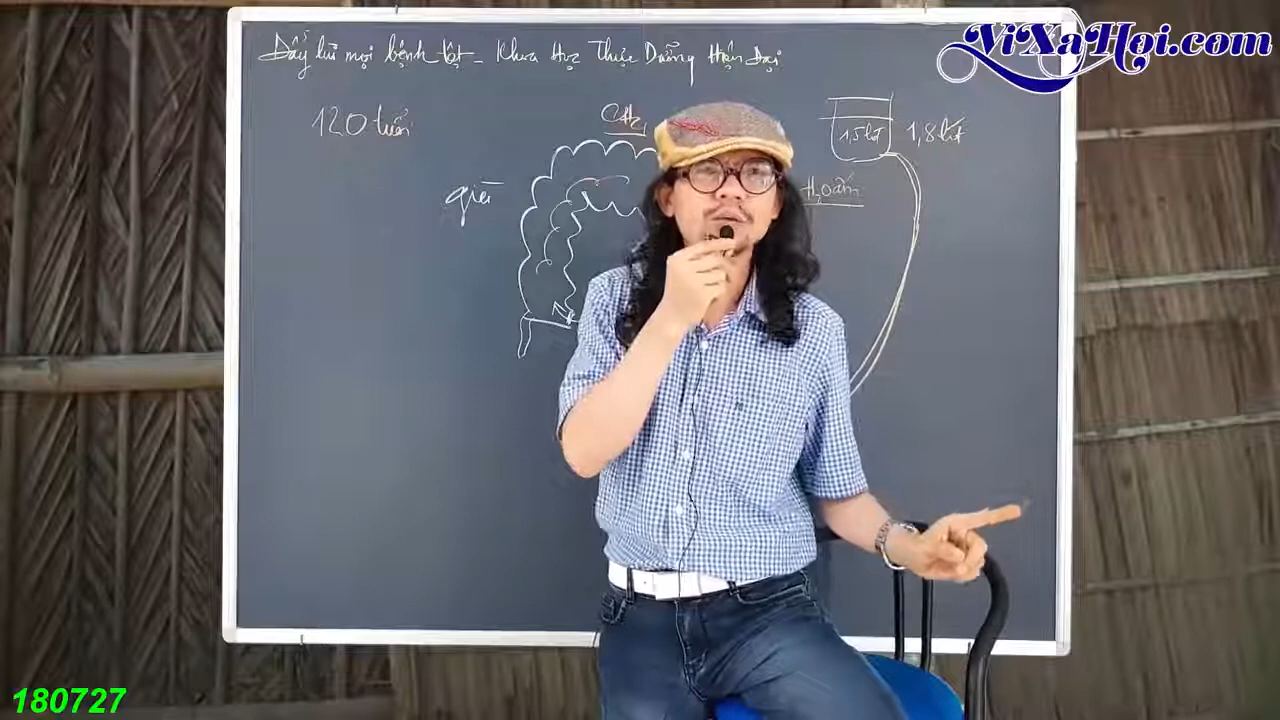 ViXaHoi.com
Đẩy lùi mọi bệnh tật - Khoa Học Thực Dưỡng Hiện Đại
120 tuổi
CH4
1,5 lít 1,8 lít
giã
H2O ấm
180727